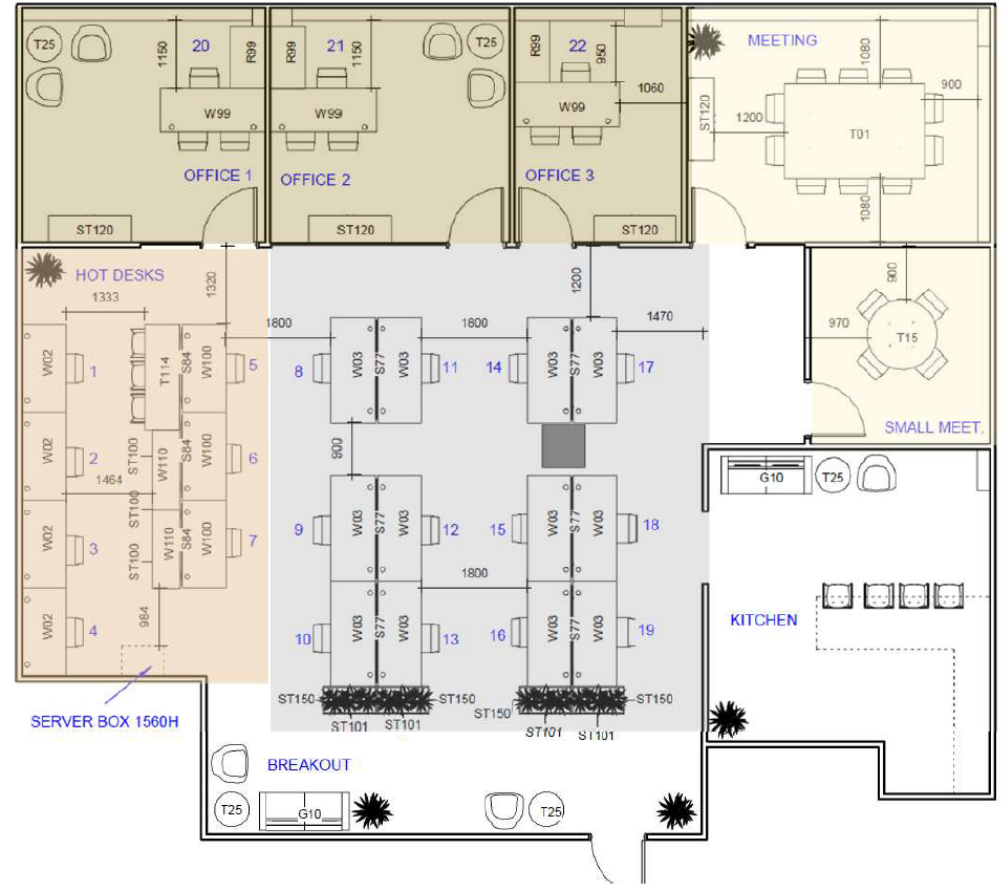 T25
1150
20
R99
W99
OFFICE 1
ST120
R99
21
1150
T25
W99
OFFICE 2
ST120
R99
22
950
1060
W99
OFFICE 3
ST120
MEETING
1080
900
ST120
1200
T01
1080
HOT DESKS
1333
1320
W02
1
T114
S84
W100
5
W02
2
ST100
W110
S84
W100
6
1464
ST100
W02
3
ST100
W110
S84
W100
7
W02
4
984
SERVER BOX 1560H
1800
1800
1200
1470
8
W03
S77
W03
11
14
W03
S77
W03
17
900
9
W03
S77
W03
12
15
W03
S77
W03
18
1800
10
W03
S77
W03
13
16
W03
S77
W03
19
ST150
ST150
ST150
ST150
ST101
ST101
ST101
ST101
900
970
T15
SMALL MEET.
G10
T25
KITCHEN
BREAKOUT
T25
G10
T25